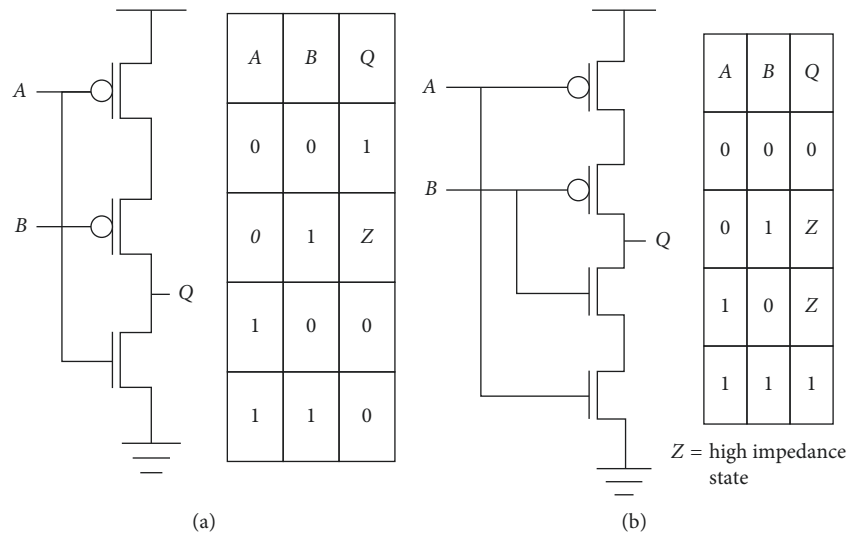 A
B
Q
A B Q
0 0 1
0 1 Z
1 0 0
1 1 0
(a)
A
B
Q
A B Q
0 0 0
0 1 Z
1 0 Z
1 1 1
Z = high impedance
state
(b)